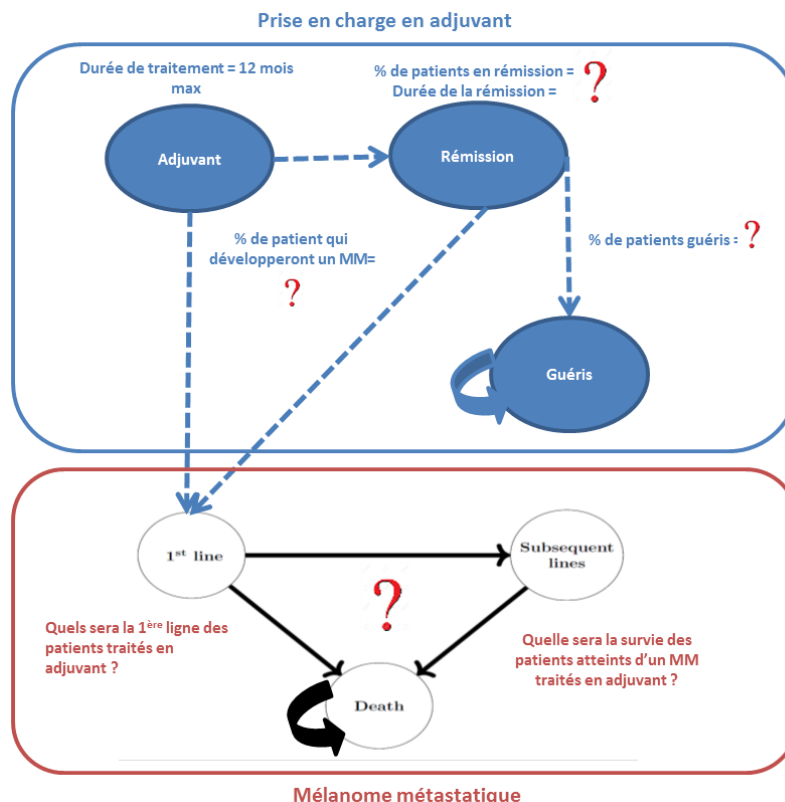 Prise en charge en adjuvant
Durée de traitement = 12 mois
max
% de patients en rémission = ?
Durée de la rémission =
Adjuvant
Rémission
% de patient qui
développeront un MM=
?
% de patients guéris : ?
Guéris
1st line
Subsequent
lines
?
Quels sera la 1ère ligne des
patients traités en
adjuvant ?
Quelle sera la survie des
patients atteints d'un MM
traités en adjuvant ?
Death
Mélanome métastatique